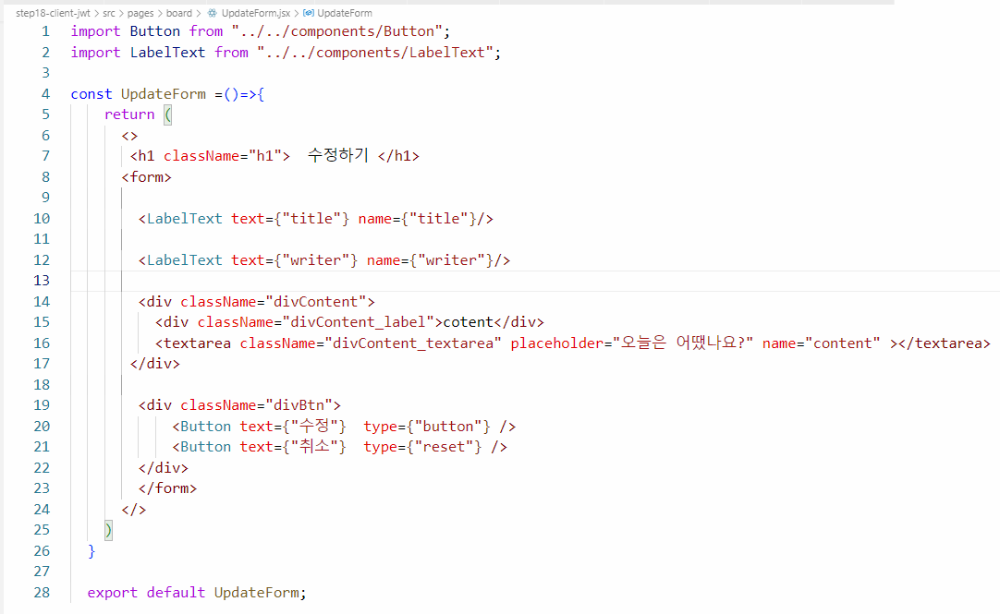 step18-client-jwt > src > pages > board > UpdateForm.jsx > UpdateForm
1 import Button from "../../components/Button";
2 import LabelText from "../../components/LabelText";
3
4 const UpdateForm =()=>{
5 return (
6 <>
7 <h1 className="h1">  수정하기 </h1>
8 <form>
9
10 <LabelText text={"title"} name={"title"}/>
11
12 <LabelText text={"writer"} name={"writer"}/>
13
14 <div className="divContent">
15 <div className="divContent_label">cotent</div>
16 <textarea className="divContent_textarea" placeholder="오늘은 어땠나요?" name="content" ></textarea>
17 </div>
18
19 <div className="divBtn">
20 <Button text={"수정"}  type={"button"} />
21 <Button text={"취소"}  type={"reset"} />
22 </div>
23 </form>
24 </>
25 )
26 }
27
28 export default UpdateForm;